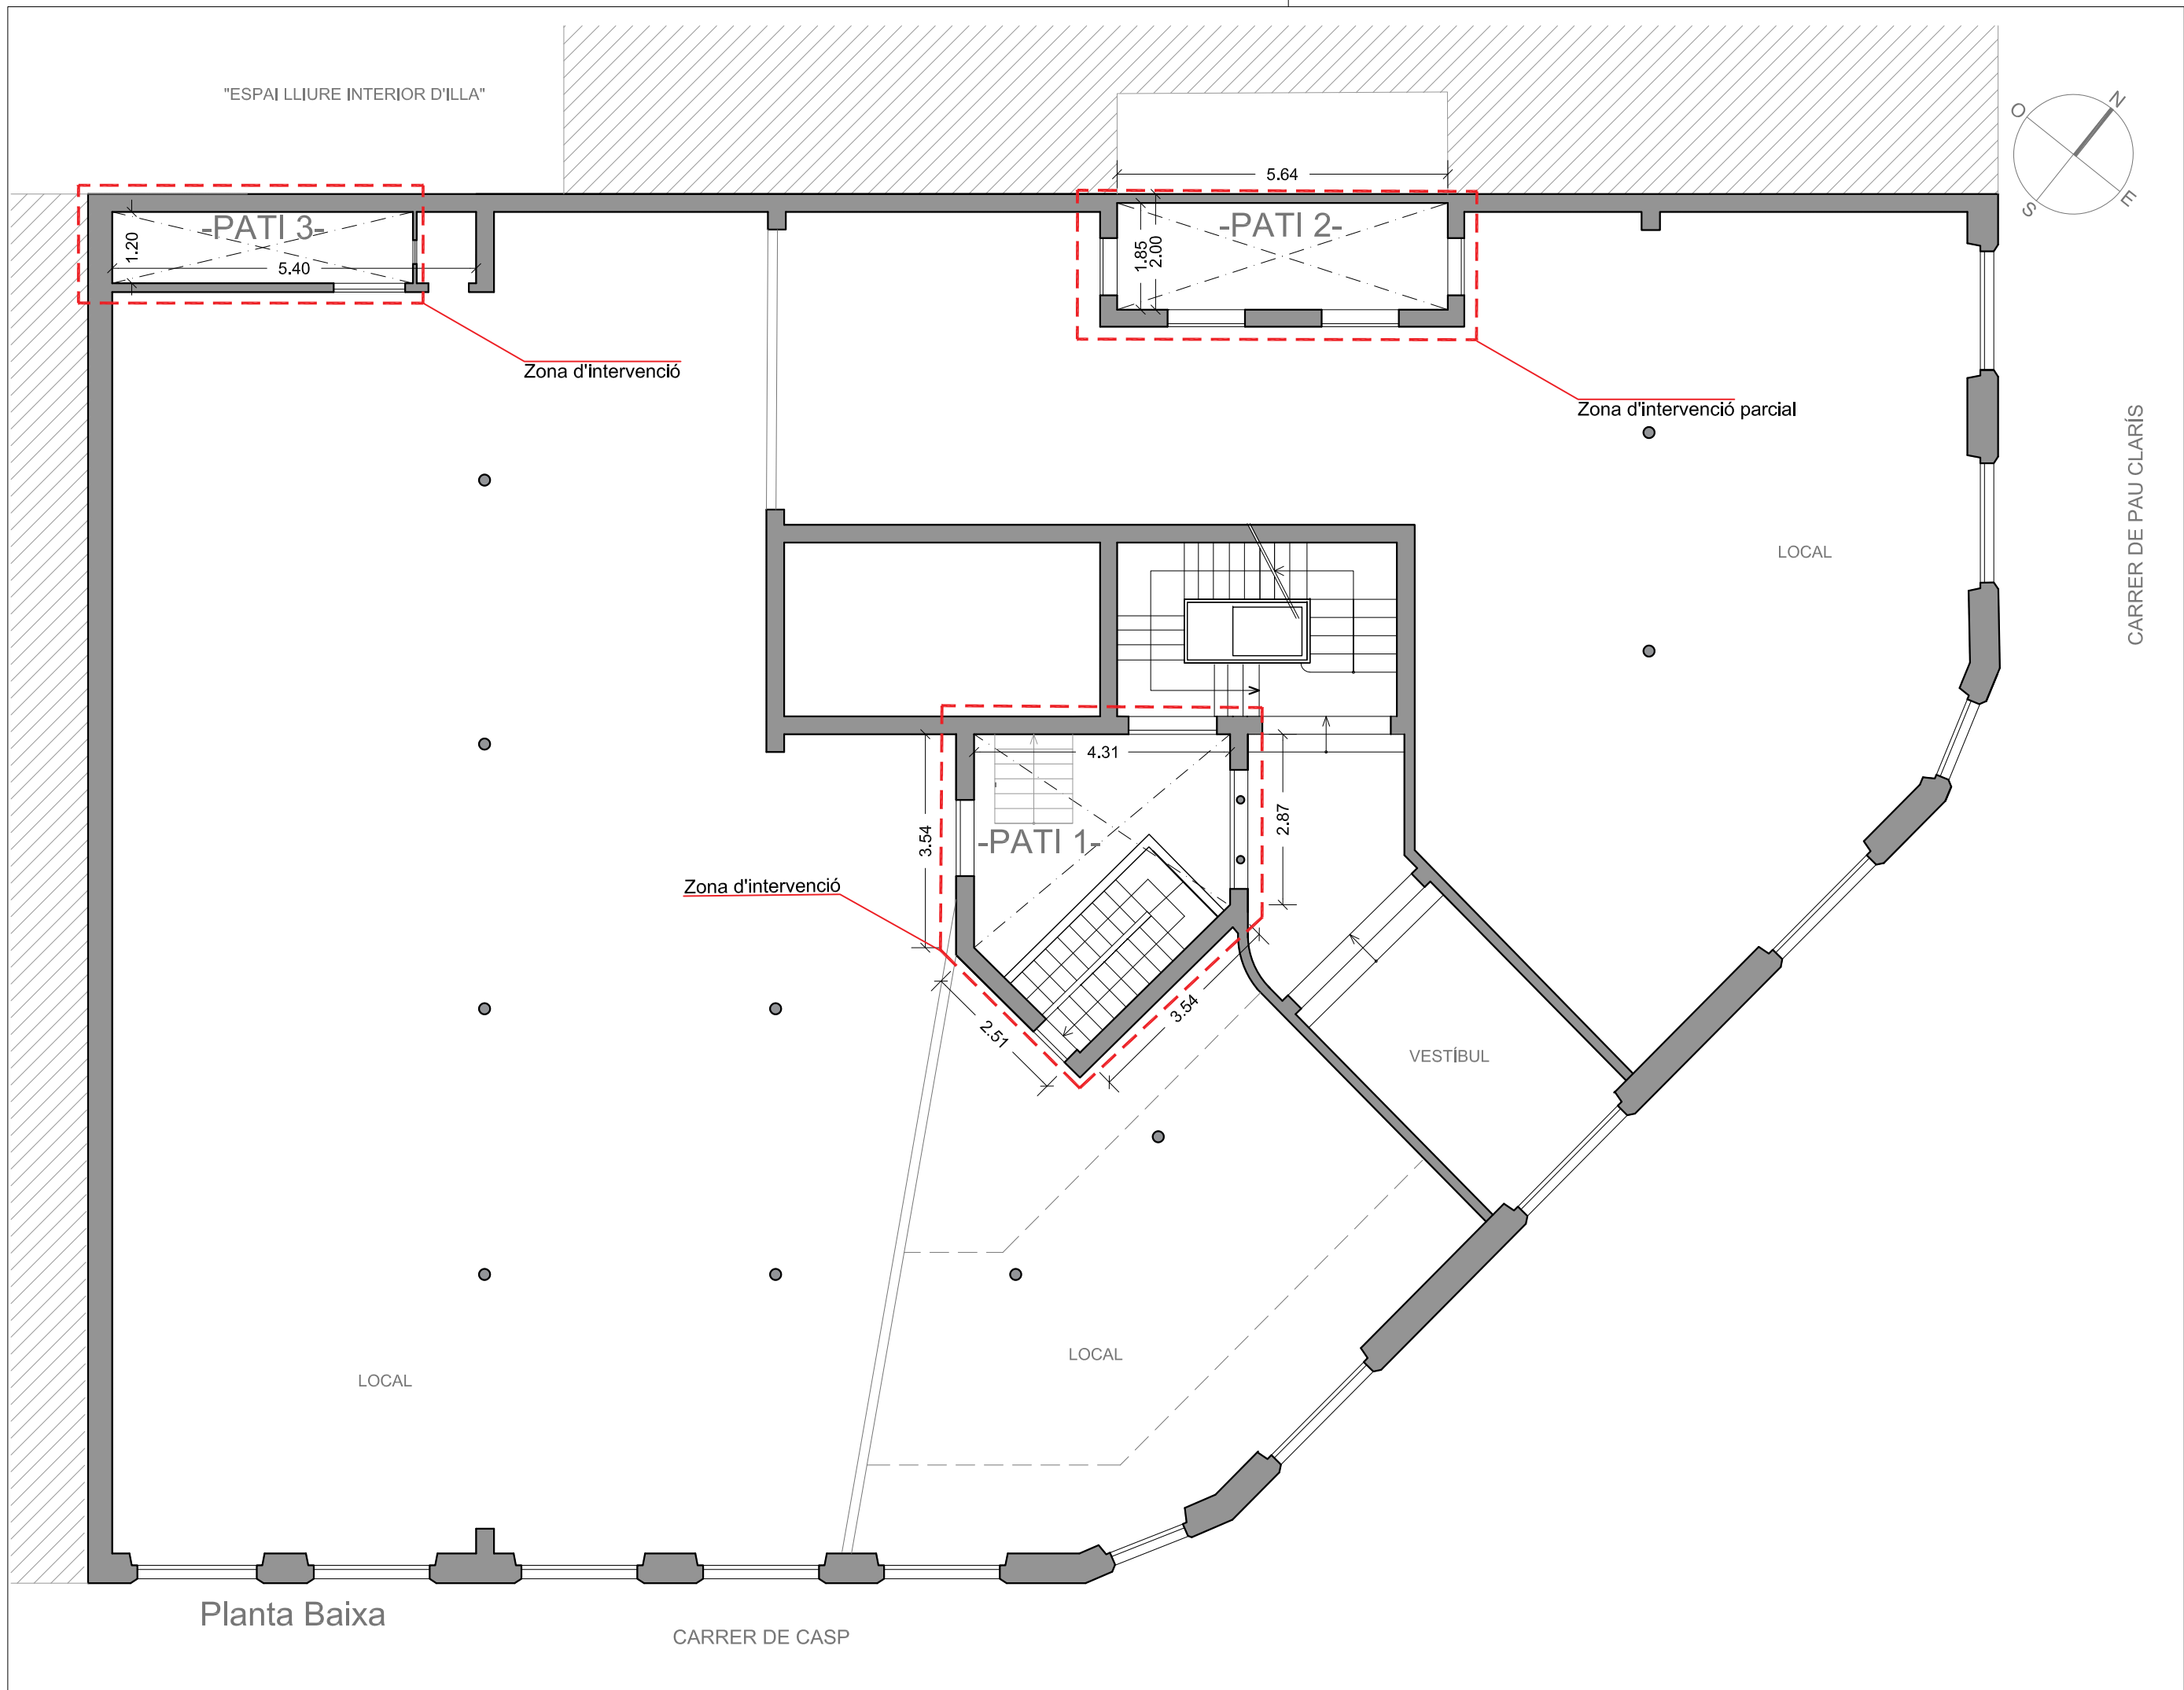 "ESPAI LLIURE INTERIOR D'ILLA"
O
N
S
E
5.64
-PATI 3-
1.20
5.40
-PATI 2-
1.85
2.00
Zona d'intervenció
Zona d'intervenció parcial
CARRER DE PAU CLARÍS
LOCAL
4.31
3.54
2.87
-PATI 1-
Zona d'intervenció
2.51
3.54
VESTÍBUL
LOCAL
LOCAL
Planta Baixa
CARRER DE CASP